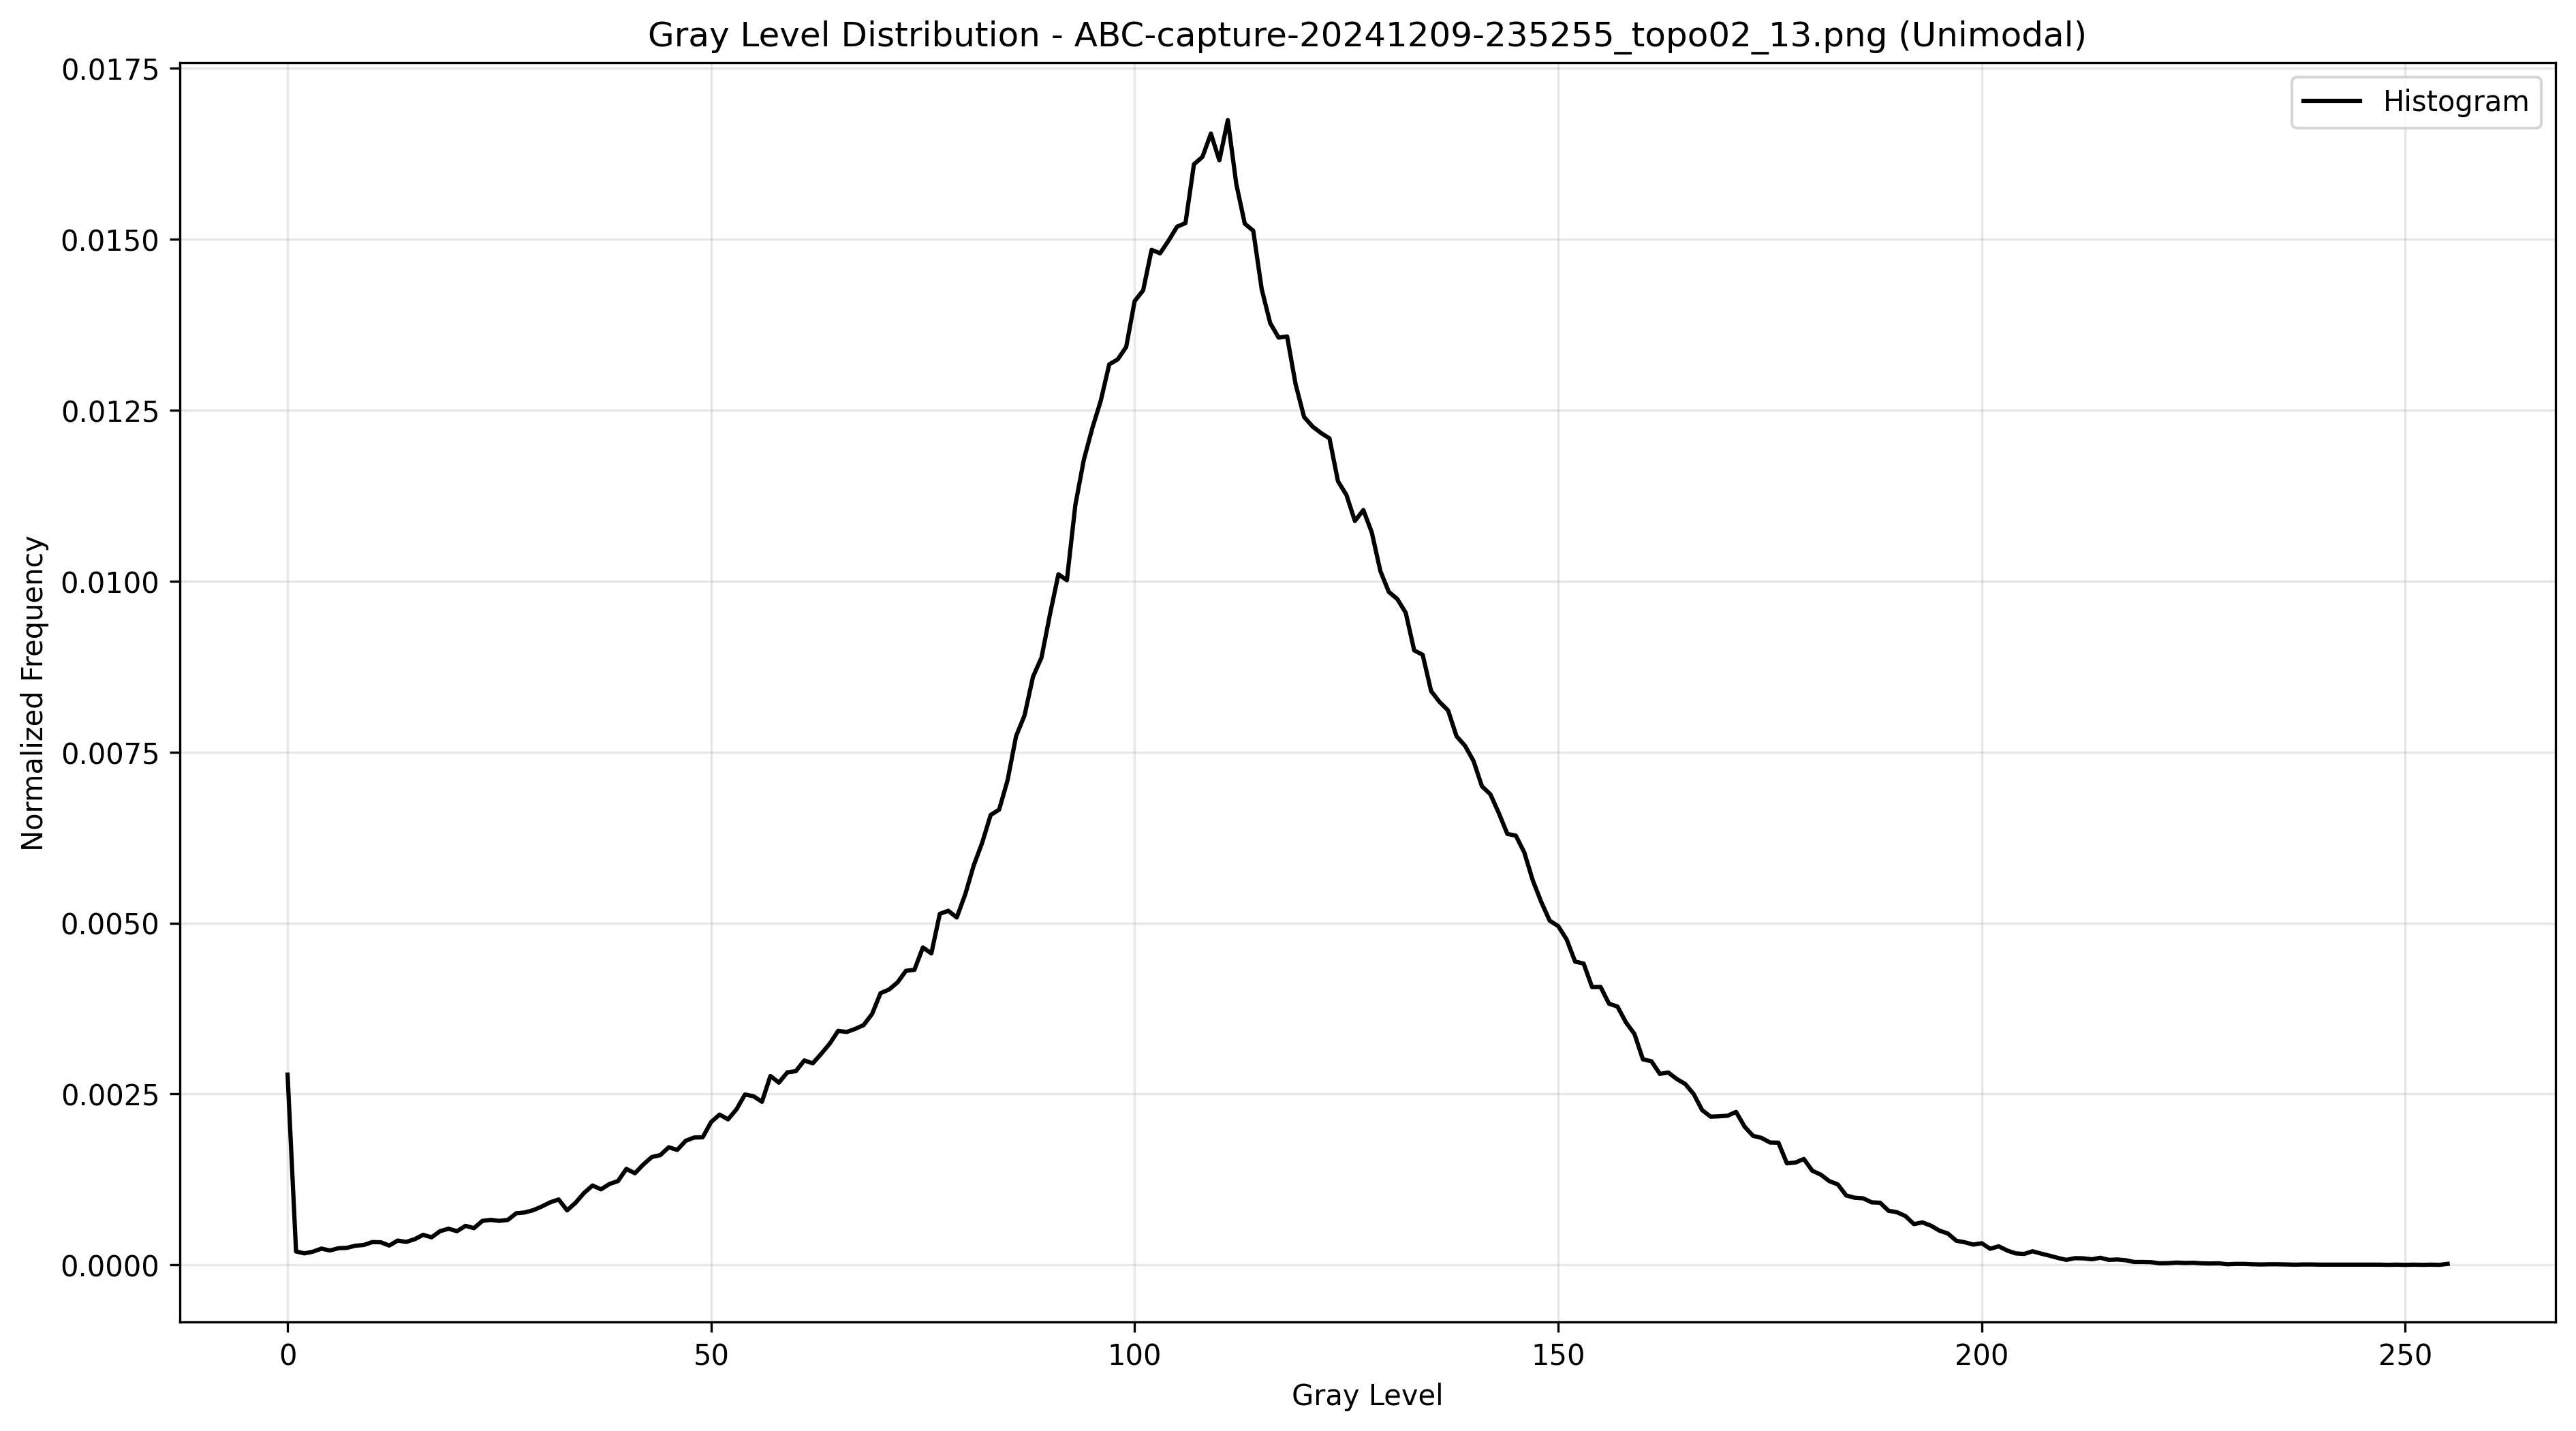 Gray Level Distribution - ABC-capture-20241209-235255_topo02_13.png (Unimodal)
Histogram
0.0175
0.0150
0.0125
0.0100
0.0075
0.0050
0.0025
0.0000
Normalized Frequency
0 50 100 150 200 250
Gray Level